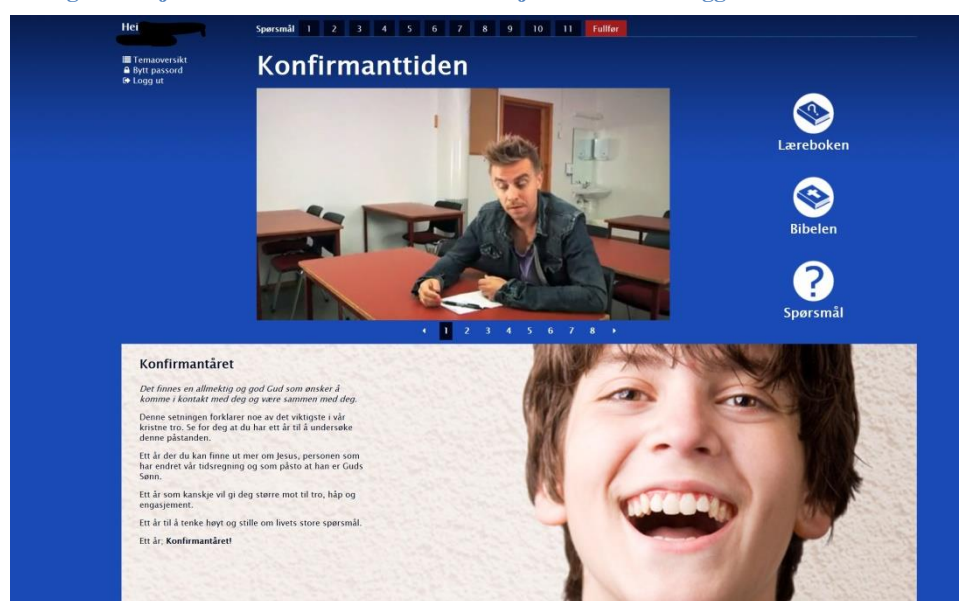 Hei
Temaoversikt
Bytt passord
Logg ut
Spørsmål 1 2 3 4 5 6 7 8 9 10 11 Fullfør
Konfirmanttiden
Læreboken
Bibelen
Spørsmål
1 2 3 4 5 6 7 8
Konfirmantåret
Det finnes en allmektig og god Gud som ønsker å
komme i kontakt med deg og være sammen med deg.
Denne setningen forklarer noe av det viktigste i vår
kristne tro. Se for deg at du har ett år til å undersøke
denne påstanden.
Ett år der du kan finne ut mer om Jesus, personen som
har endret vår tidsregning og som påsto at han er Guds
Sønn.
Ett år som kanskje vil gi deg større mot til tro, håp og
engasjement.
Ett år til å tenke høyt og stille om livets store spørsmål.
Ett år; Konfirmantåret!